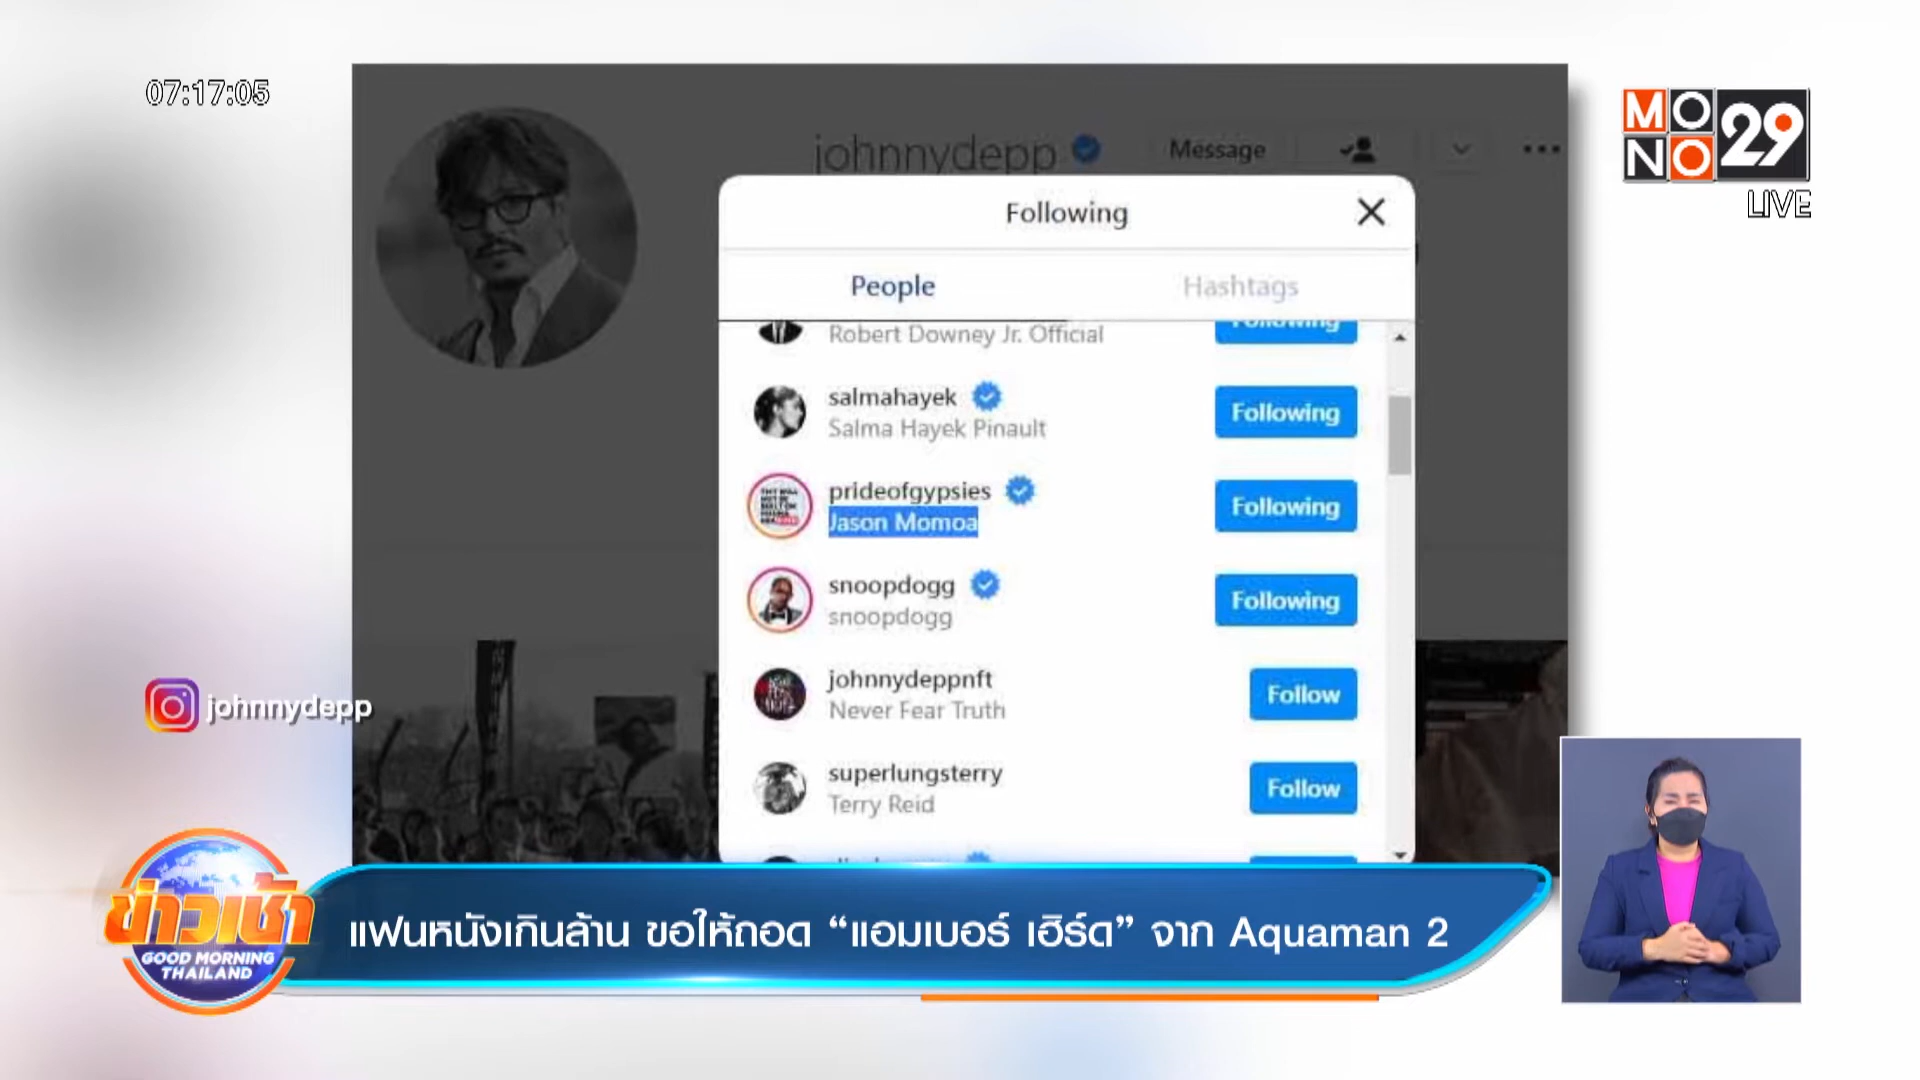 07:17:05
MONO 29
LIVE
johnnydepp
Message
Following
People
Hashtags
Robert Downey Jr. Official
Following
salmahayek
Salma Hayek Pinault
Following
prideofgypsies
Jason Momoa
Following
snoopdogg
snoopdogg
Following
johnnydeppnft
Never Fear Truth
Follow
superlungsterry
Terry Reid
Follow
johnnydepp
ข่าวเช้า
GOOD MORNING
THAILAND
แฟนหนังเกินล้าน ขอให้ถอด “แอมเบอร์ เฮิร์ด” จาก Aquaman 2